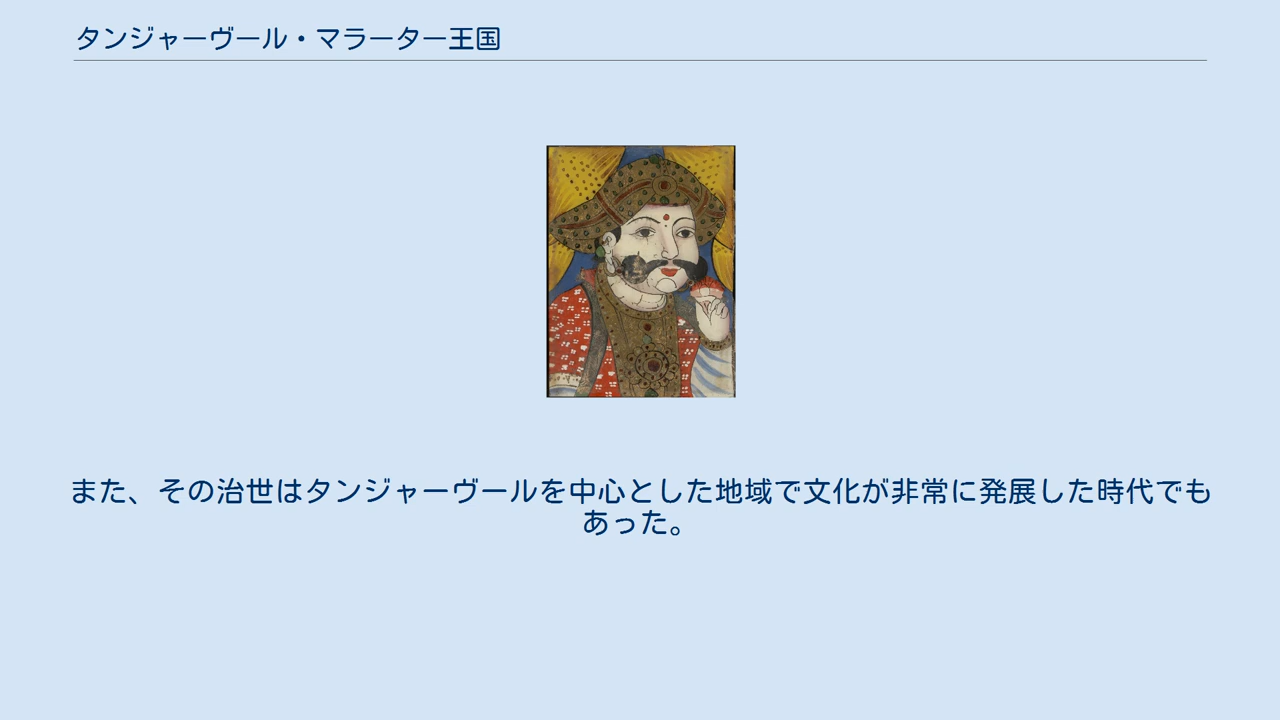 タンジャーヴール・マラーター王国
また、その治世はタンジャーヴールを中心とした地域で文化が非常に発展した時代でも
あった。